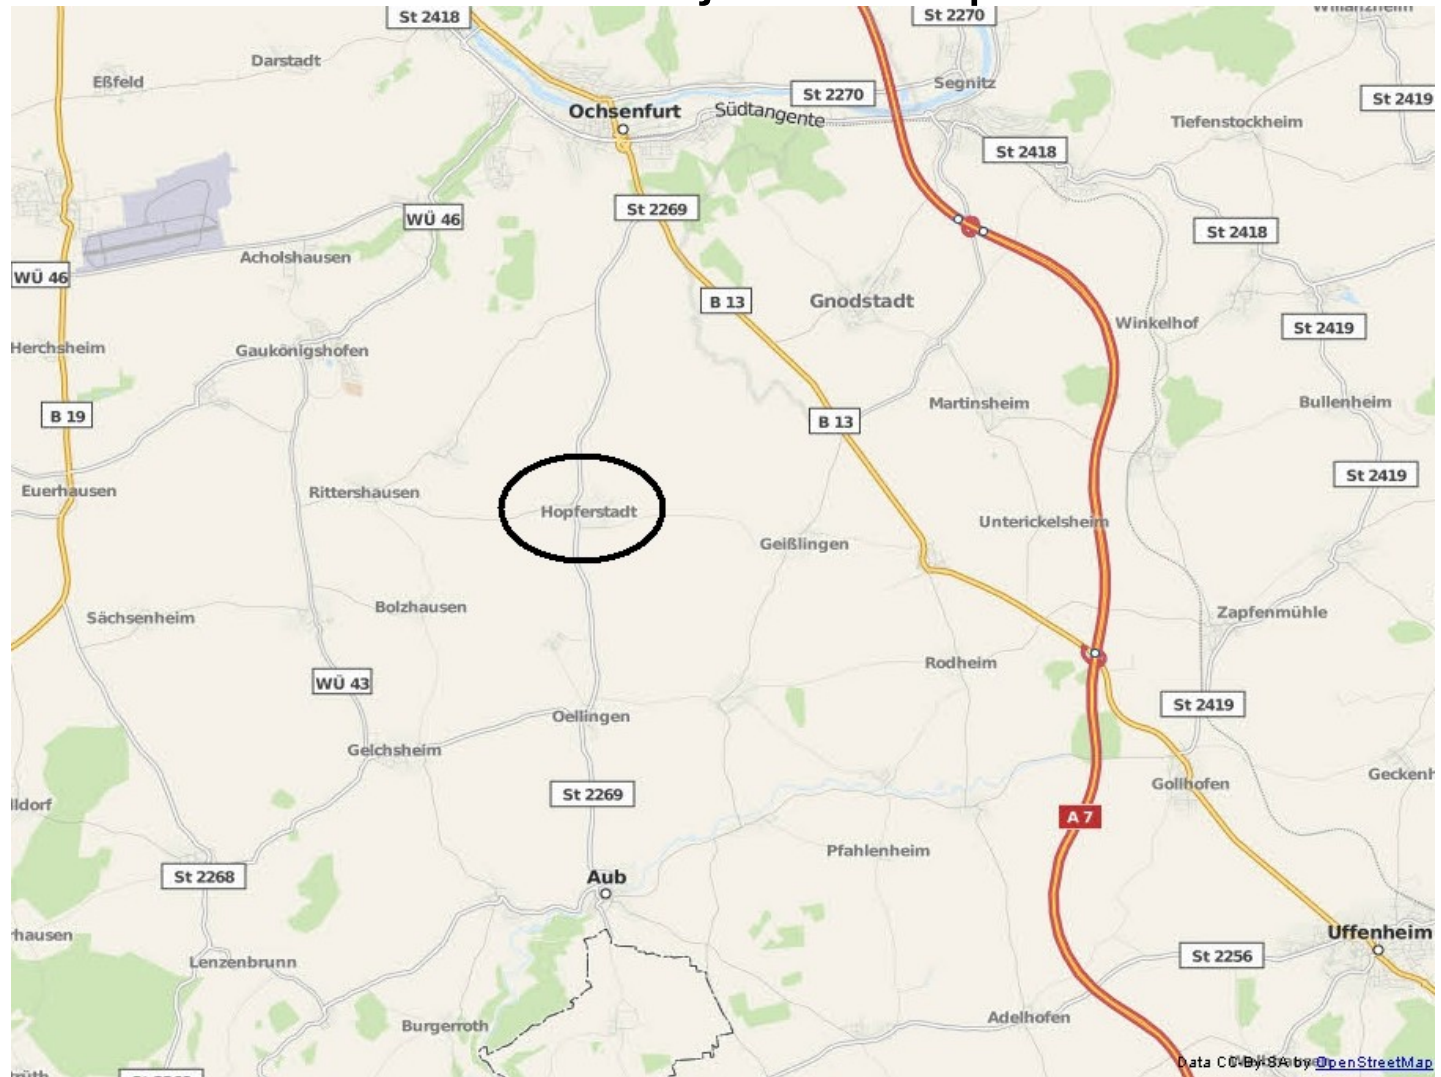 St 2418
St 2270
Darstadt
Eßfeld
Segnitz
St 2270
St 2419
Ochsenfurt
Südtangente
Tiefenstockheim
St 2418
St 2269
WÜ 46
St 2418
Acholshausen
WÜ 46
B 13
Gnodstadt
Winkelhof
St 2419
Herchsheim
Gaukönigshofen
B 19
B 13
Martinsheim
Bullenheim
St 2419
Euerhausen
Rittershausen
Hopferstadt
Unterickelsheim
Geißlingen
Sächsenheim
Bolzhausen
Zapfenmühle
Rodheim
WÜ 43
St 2419
Oellingen
Gelchsheim
Gollhofen
Geckenh
lldorf
St 2269
A 7
Pfahlenheim
St 2268
Aub
Uffenheim
hausen
St 2256
Lenzenbrunn
Burgerroth
Adelhofen
Data CC-By-SA by OpenStreetMap